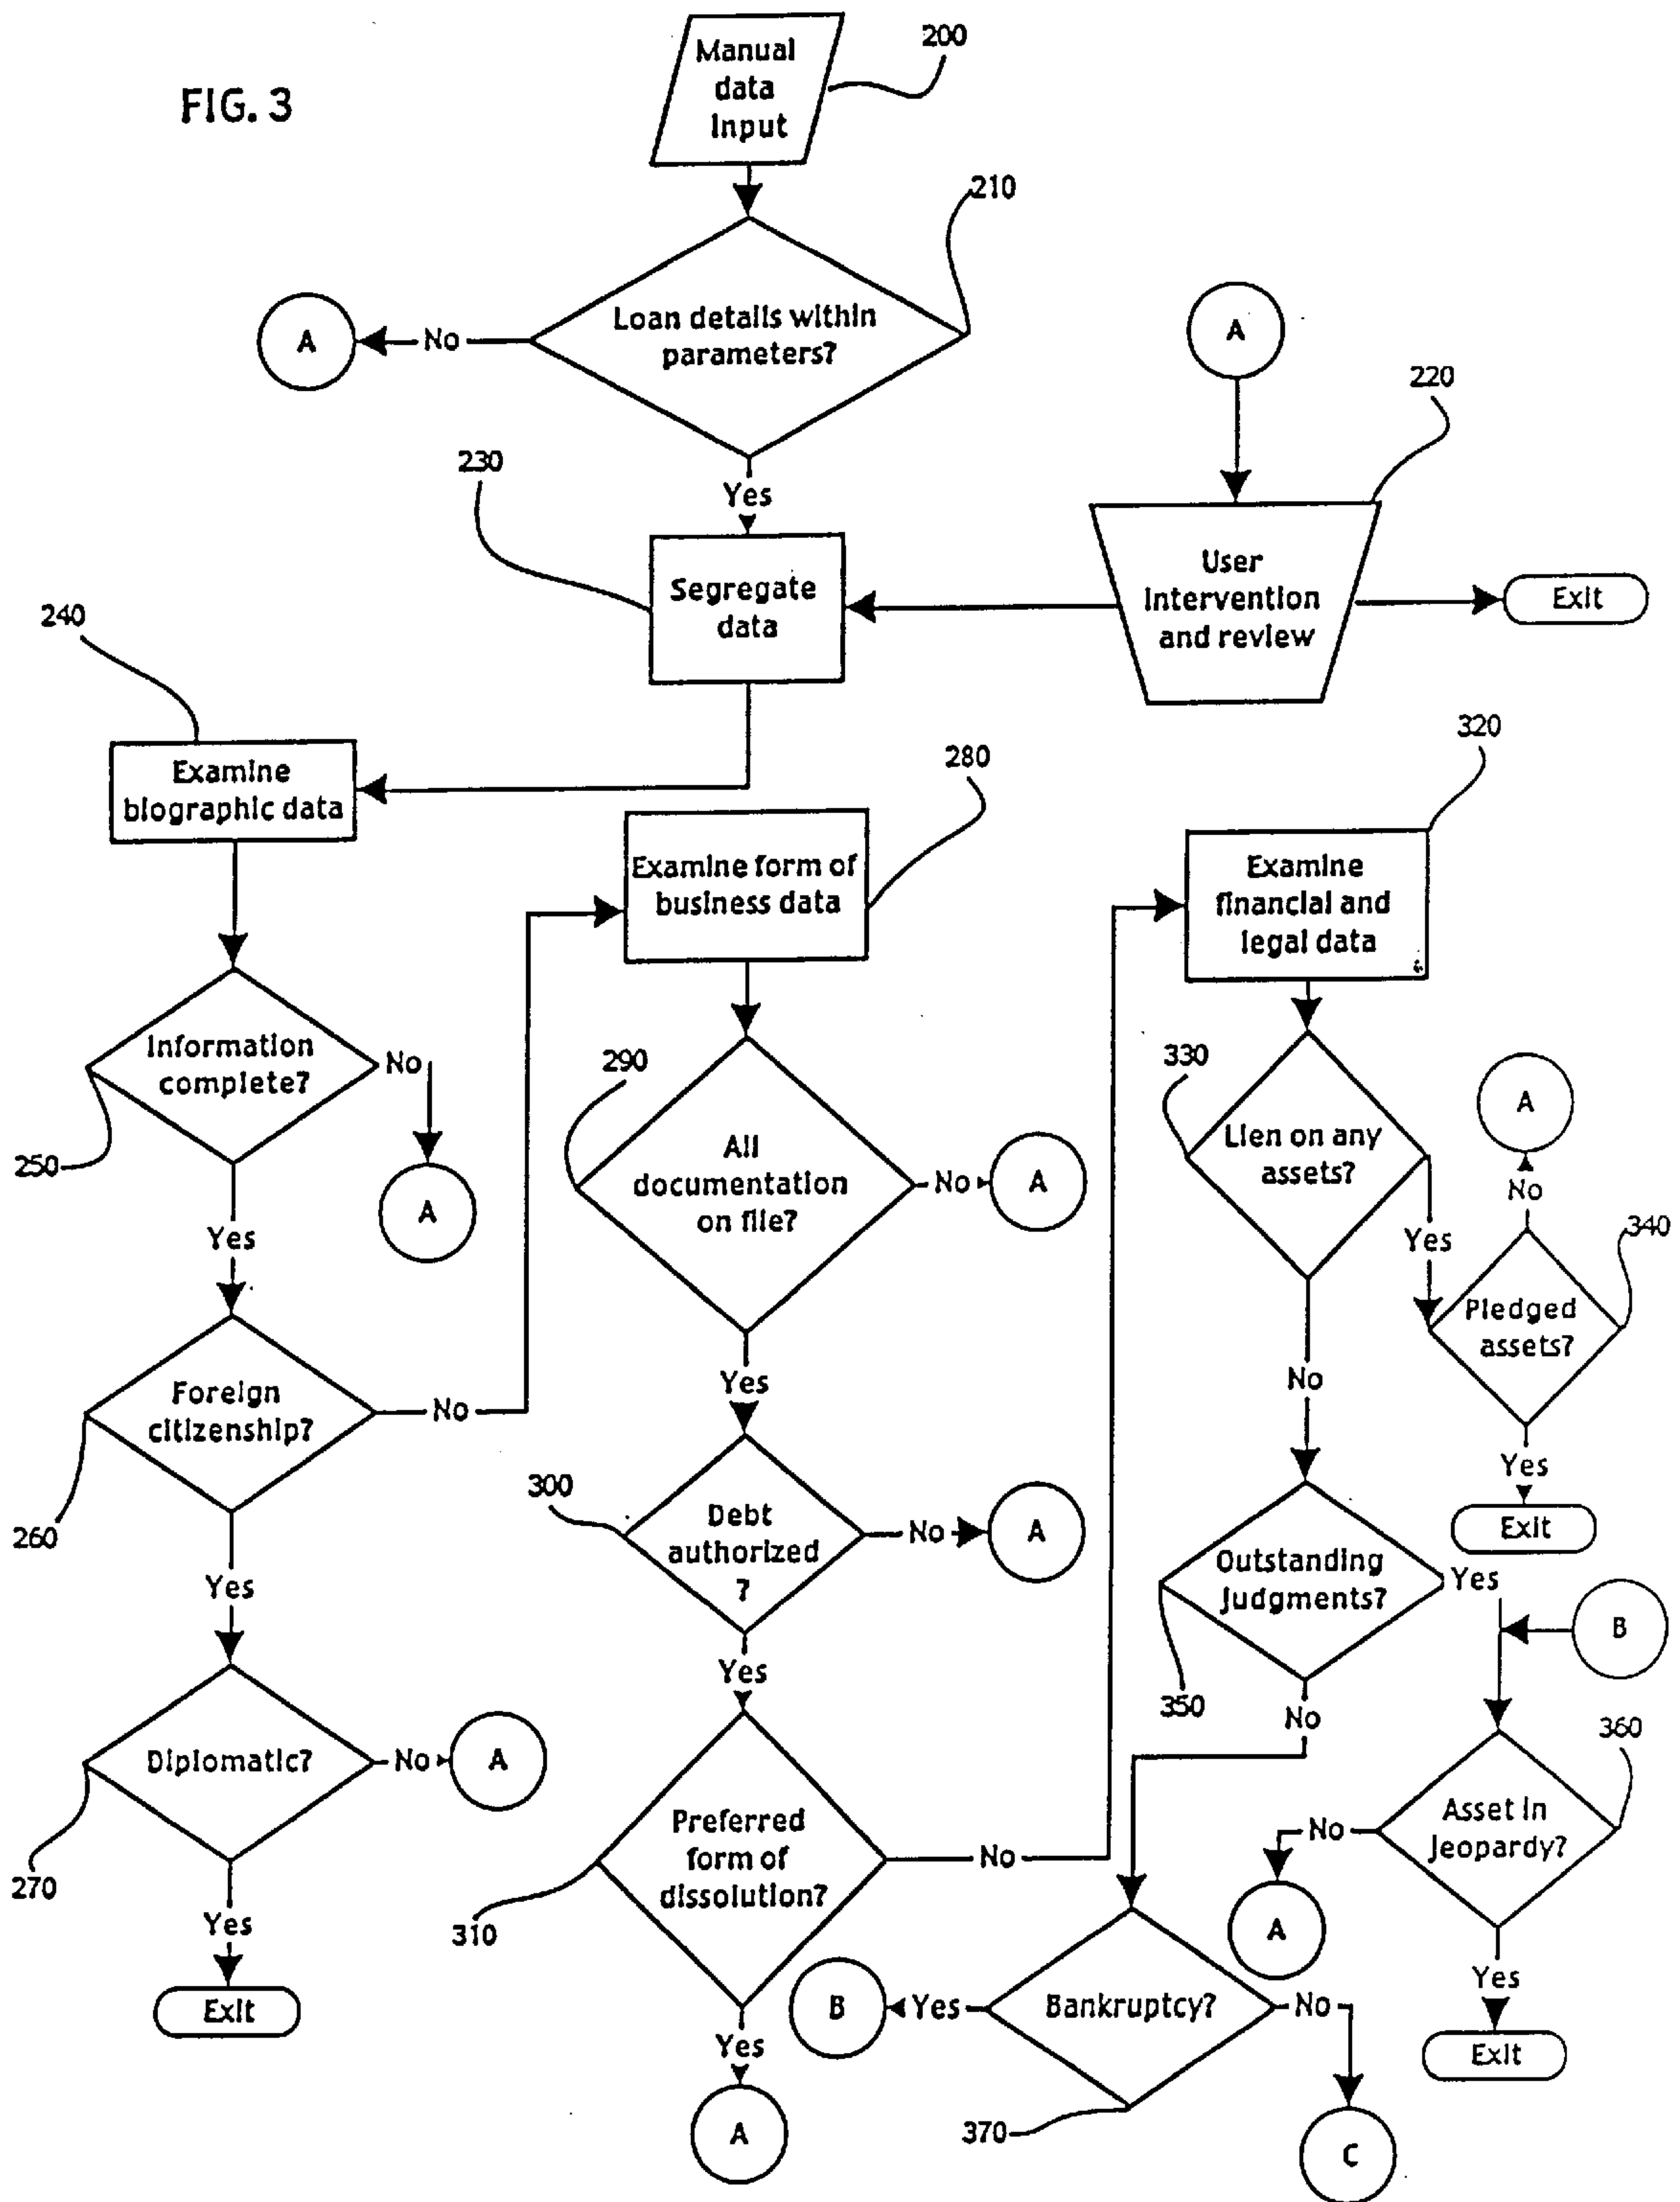 FIG. 3
Manual
data
Input
200
210
Loan details within
parameters?
No
A
Yes
A
220
User
intervention
and review
Exit
230
Segregate
data
240
Examine
biographic data
250
Information
complete?
No
A
Yes
260
Foreign
citizenship?
No
Yes
270
Diplomatic?
No
A
Yes
Exit
280
Examine form of
business data
290
All
documentation
on file?
No
A
Yes
300
Debt
authorized
?
No
A
Yes
310
Preferred
form of
dissolution?
No
Yes
A
320
Examine
financial and
legal data
330
Lien on any
assets?
Yes
No
340
Pledged
assets?
No
A
Yes
Exit
350
Outstanding
Judgments?
Yes
B
No
360
Asset in
Jeopardy?
No
A
Yes
Exit
370
Bankruptcy?
Yes
B
No
C